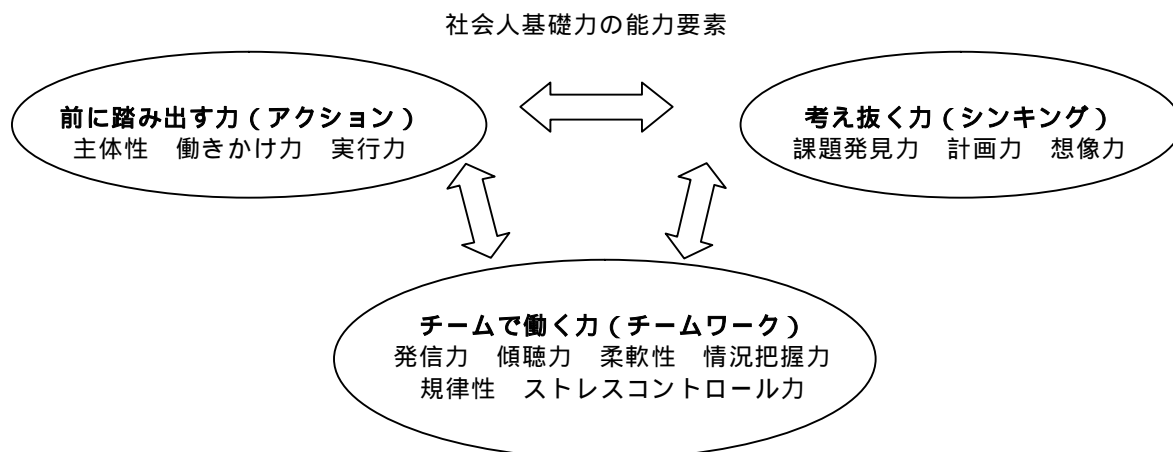 社会人基礎力の能力要素
前に踏み出す力（アクション）
主体性　働きかけ力　実行力
考え抜く力（シンキング）
課題発見力　計画力　想像力
チームで働く力（チームワーク）
発信力　傾聴力　柔軟性　情況把握力
規律性　ストレスコントロール力